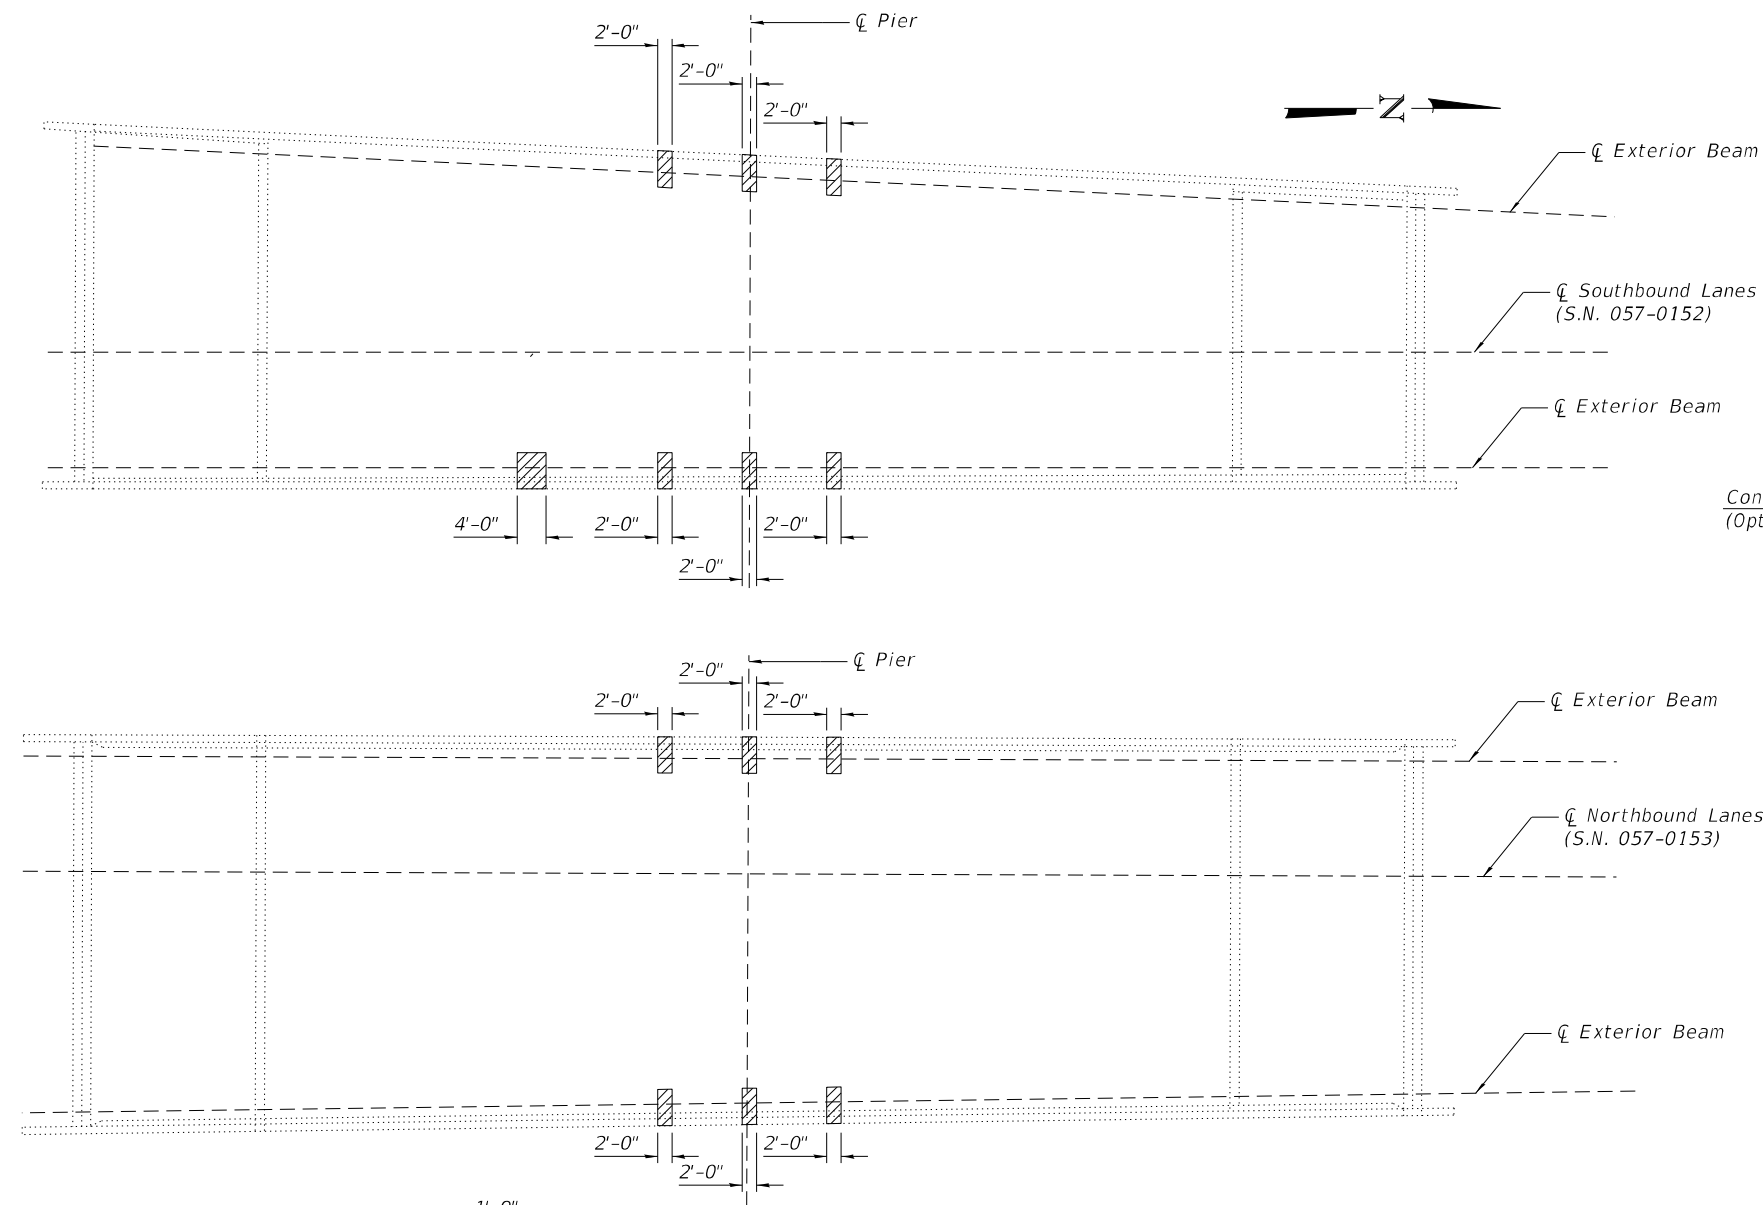 ℄ Pier
2'-0"
2'-0"
2'-0"
N
℄ Exterior Beam
℄ Southbound Lanes
(S.N. 057-0152)
℄ Exterior Beam
Con
(Opt
4'-0"
2'-0"
2'-0"
2'-0"
℄ Pier
2'-0"
2'-0"
2'-0"
℄ Exterior Beam
℄ Northbound Lanes
(S.N. 057-0153)
℄ Exterior Beam
2'-0"
2'-0"
2'-0"